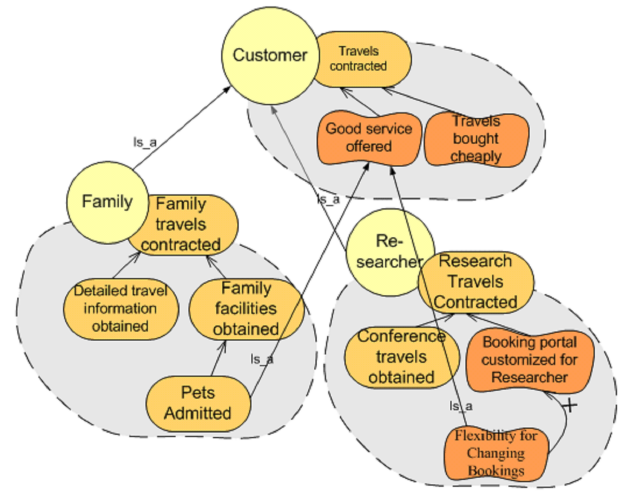 Customer
Travels
contracted
Good service
offered
Travels
bought
cheaply
Is_a
Family
Family
travels
contracted
Is_a
Re-
searcher
Research
Travels
Contracted
Detailed travel
information
obtained
Family
facilities
obtained
Conference
travels
obtained
Booking portal
customized for
Researcher
Is_a
Pets
Admitted
Is_a
Flexibility for
Changing
Bookings